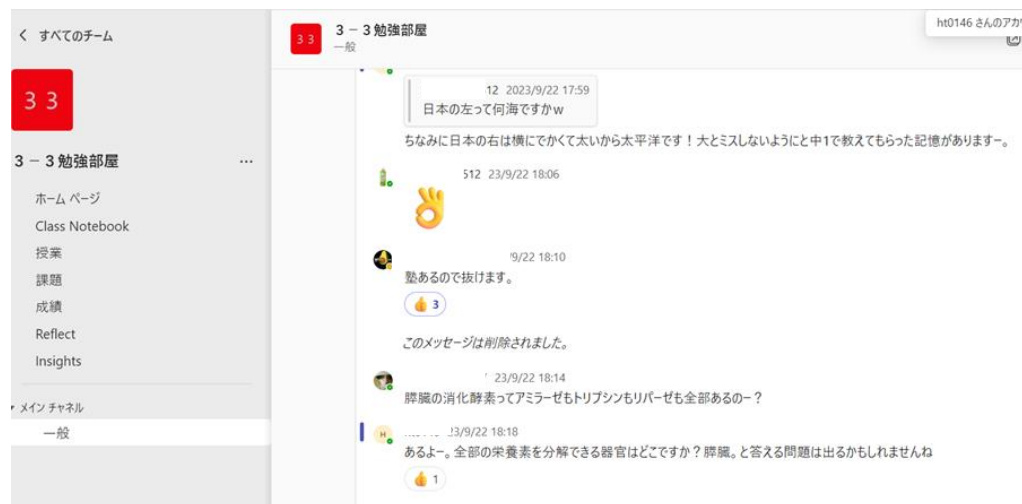 すべてのチーム
3 3
3 － 3 勉強部屋
ホーム ページ
Class Notebook
授業
課題
成績
Reflect
Insights
メイン チャネル
一般
3 3
3 － 3 勉強部屋
一般
ht0146 さんのアカ
12 2023/9/22 17:59
日本の左って何海ですかw
ちなみに日本の右は横にでかくて太いから太平洋です！大とミスしないようにと中1で教えてもらった記憶がありますー。
512 23/9/22 18:06
/9/22 18:10
塾あるので抜けます。
3
このメッセージは削除されました。
23/9/22 18:14
膵臓の消化酵素ってアミラーゼもトリプシンもリパーゼも全部あるのー？
H
3/9/22 18:18
あるよー。全部の栄養素を分解できる器官はどこですか？膵臓。と答える問題は出るかもしれませんね
1